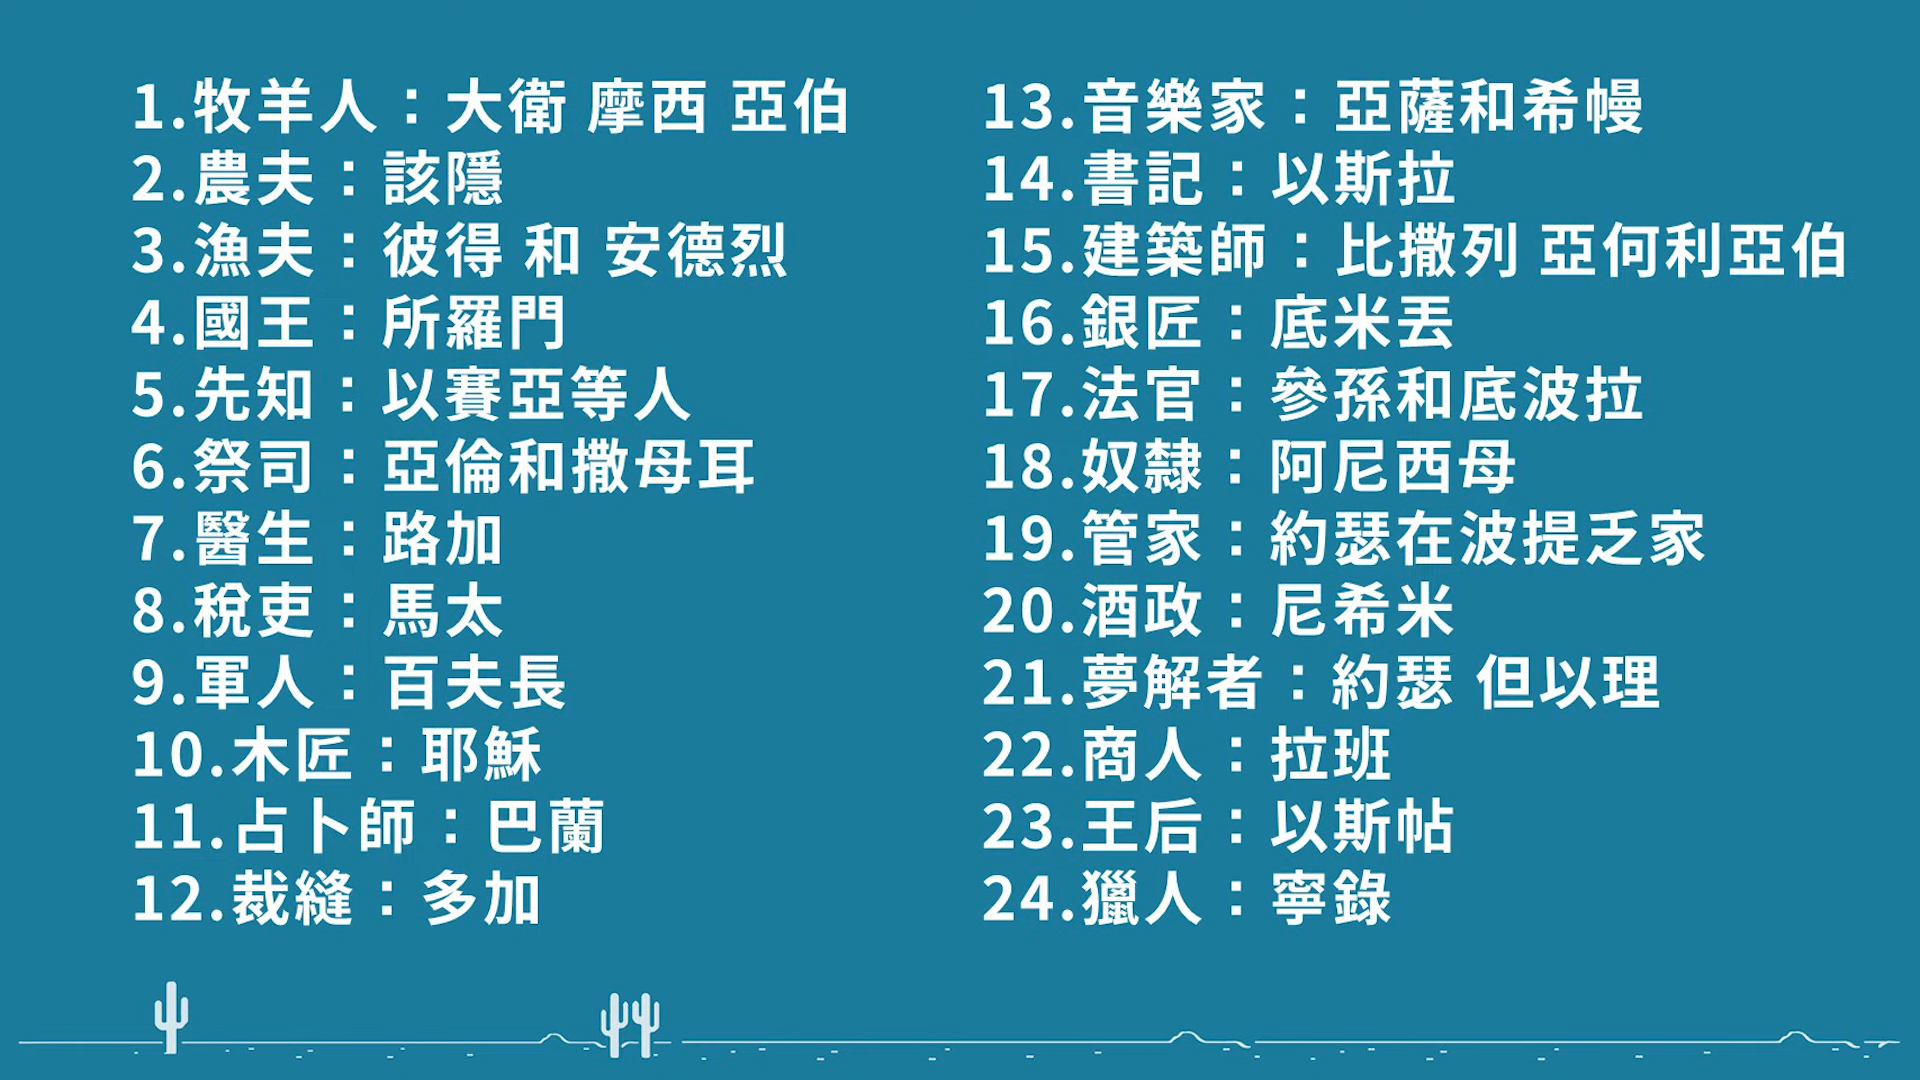 1.牧羊人：大衛 摩西 亞伯
2.農夫：該隱
3.漁夫：彼得 和 安德烈
4.國王：所羅門
5.先知：以賽亞等人
6.祭司：亞倫和撒母耳
7.醫生：路加
8.稅吏：馬太
9.軍人：百夫長
10.木匠：耶穌
11.占卜師：巴蘭
12.裁縫：多加
13.音樂家：亞薩和希幔
14.書記：以斯拉
15.建築師：比撒列 亞何利亞伯
16.銀匠：底米丟
17.法官：參孫和底波拉
18.奴隸：阿尼西母
19.管家：約瑟在波提乏家
20.酒政：尼希米
21.夢解者：約瑟 但以理
22.商人：拉班
23.王后：以斯帖
24.獵人：寧錄